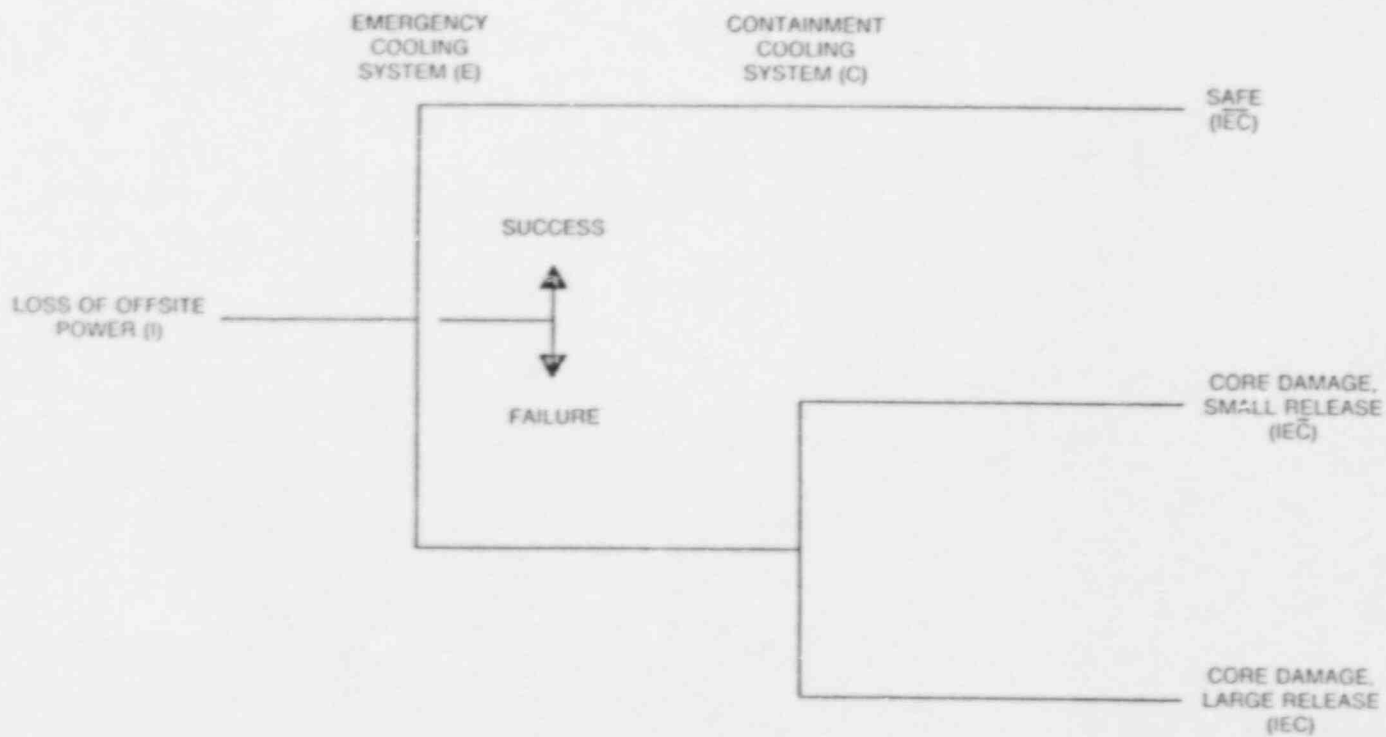 EMERGENCY
COOLING
SYSTEM (E)
CONTAINMENT
COOLING
SYSTEM (C)
SAFE
(IE̅C̅)
SUCCESS
LOSS OF OFFSITE
POWER (I)
FAILURE
CORE DAMAGE,
SMALL RELEASE
(IEC̅)
CORE DAMAGE,
LARGE RELEASE
(IEC)